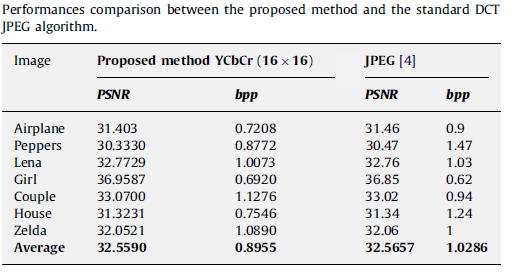 Performances comparison between the proposed method and the standard DCT
JPEG algorithm.
Image Proposed method YCbCr (16 × 16) JPEG [4]
PSNR bpp PSNR bpp
Airplane 31.403 0.7208 31.46 0.9
Peppers 30.3330 0.8772 30.47 1.47
Lena 32.7729 1.0073 32.76 1.03
Girl 36.9587 0.6920 36.85 0.62
Couple 33.0700 1.1276 33.02 0.94
House 31.3231 0.7546 31.34 1.24
Zelda 32.0521 1.0890 32.06 1
Average 32.5590 0.8955 32.5657 1.0286